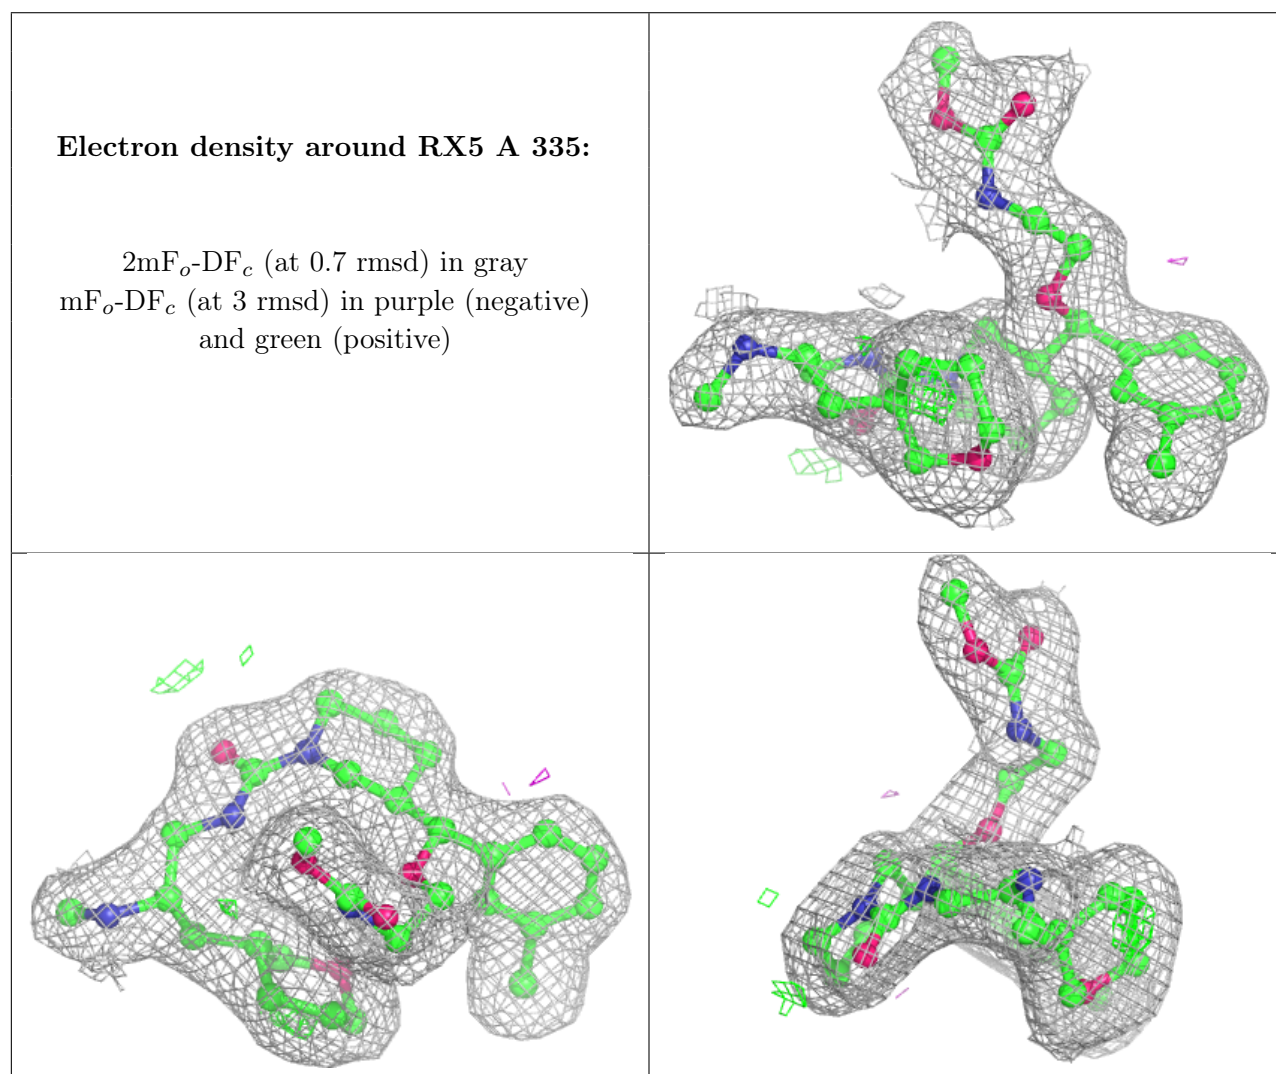 Electron density around RX5 A 335:
2mFo-DFc (at 0.7 rmsd) in gray
mFo-DFc (at 3 rmsd) in purple (negative)
and green (positive)